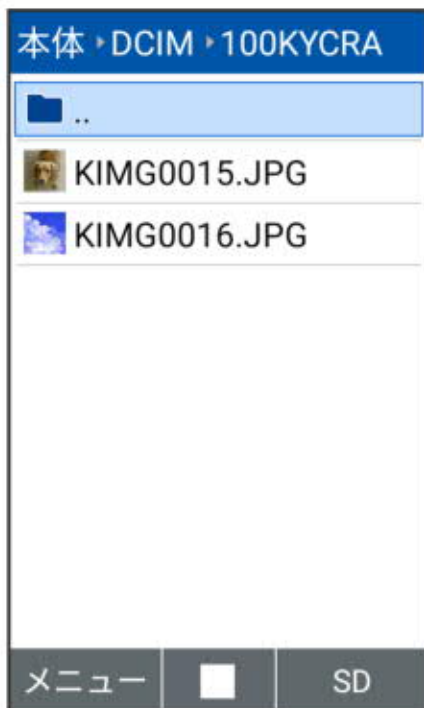 本体 DCIM 100KYCRA
..
KIMG0015.JPG
KIMG0016.JPG
メニュー SD